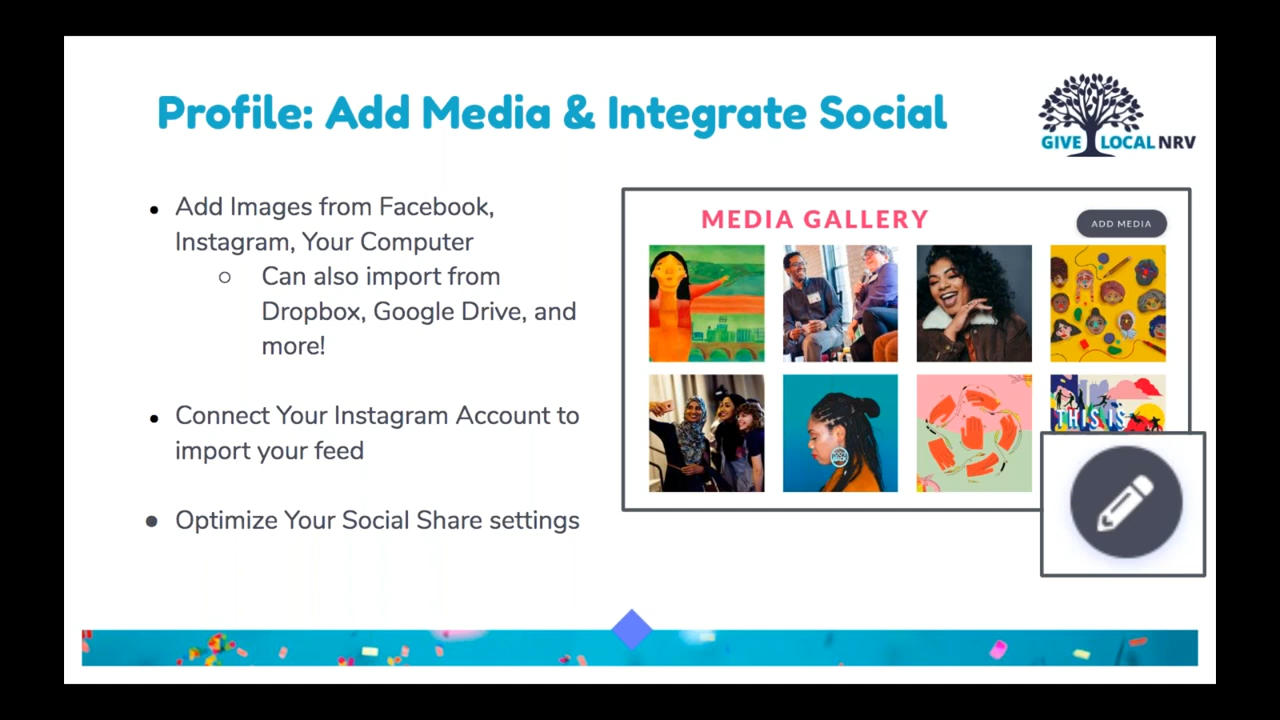 Profile: Add Media & Integrate Social
GIVE LOCAL NRV
• Add Images from Facebook,
Instagram, Your Computer
○ Can also import from
Dropbox, Google Drive, and
more!
• Connect Your Instagram Account to
import your feed
• Optimize Your Social Share settings
MEDIA GALLERY
ADD MEDIA
THIS IS